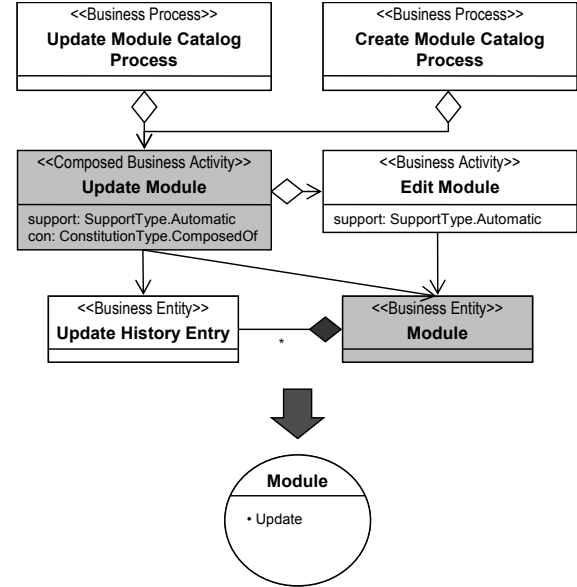 <<Business Process>>
Update Module Catalog
Process
<<Business Process>>
Create Module Catalog
Process
<<Composed Business Activity>>
Update Module
support: SupportType.Automatic
con: ConstitutionType.ComposedOf
<<Business Activity>>
Edit Module
support: SupportType.Automatic
<<Business Entity>>
Update History Entry
*
<<Business Entity>>
Module
Module
• Update